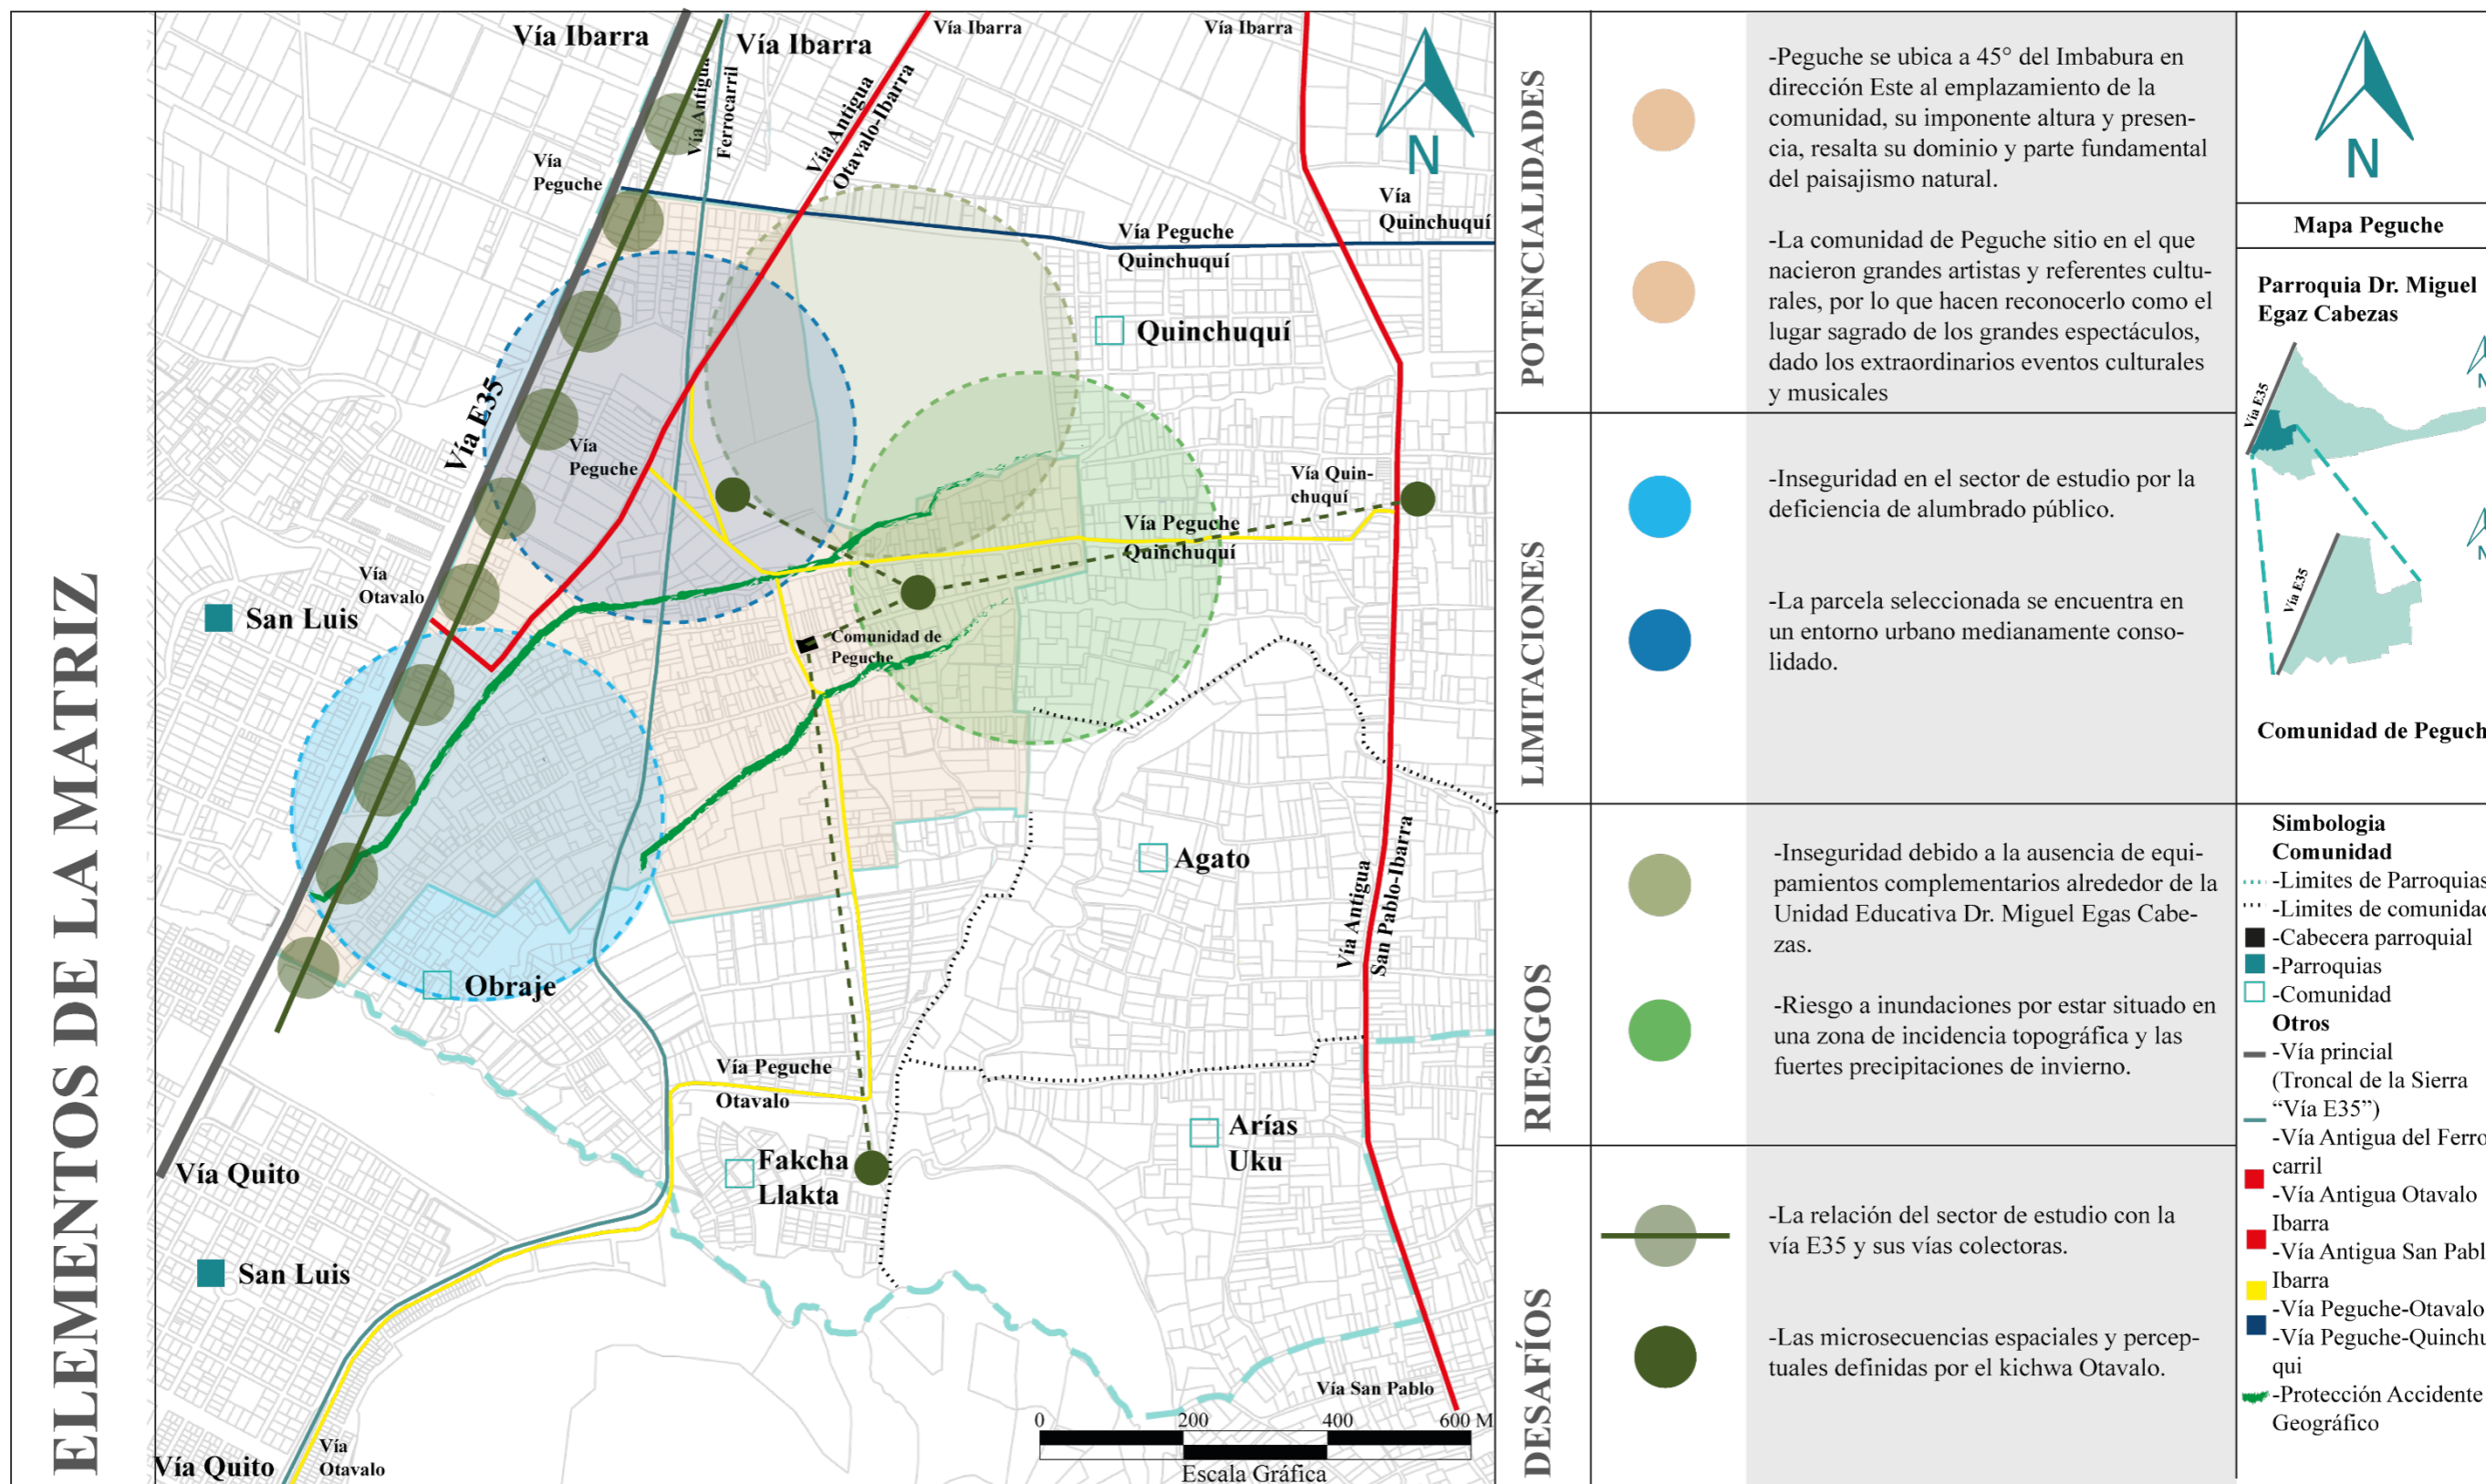 ELEMENTOS DE LA MATRIZ
Vía Ibarra
Vía Ibarra
Vía Ibarra
Vía Ibarra
Vía Antigua
Ferrocarril
Vía Antigua
Otavalo-Ibarra
N
Vía
Peguche
Vía
Quinchuquí
Vía Peguche
Quinchuquí
Quinchuquí
Vía E35
Vía
Peguche
Vía Quin-
chuquí
Vía Peguche
Quinchuquí
Vía
Otavalo
San Luis
Comunidad de
Peguche
Agato
Vía Antigua
San Pablo-Ibarra
Obraje
Vía Peguche
Otavalo
Arías
Uku
Fakcha
Llakta
Vía Quito
San Luis
Vía San Pablo
0 200 400 600 M
Escala Gráfica
Vía Quito
Vía
Otavalo
POTENCIALIDADES
-Peguche se ubica a 45° del Imbabura en
dirección Este al emplazamiento de la
comunidad, su imponente altura y presen-
cia, resalta su dominio y parte fundamental
del paisajismo natural.
-La comunidad de Peguche sitio en el que
nacieron grandes artistas y referentes cultu-
rales, por lo que hacen reconocerlo como el
lugar sagrado de los grandes espectáculos,
dado los extraordinarios eventos culturales
y musicales
LIMITACIONES
-Inseguridad en el sector de estudio por la
deficiencia de alumbrado público.
-La parcela seleccionada se encuentra en
un entorno urbano medianamente conso-
lidado.
RIESGOS
-Inseguridad debido a la ausencia de equi-
pamientos complementarios alrededor de la
Unidad Educativa Dr. Miguel Egas Cabe-
zas.
-Riesgo a inundaciones por estar situado en
una zona de incidencia topográfica y las
fuertes precipitaciones de invierno.
DESAFÍOS
-La relación del sector de estudio con la
vía E35 y sus vías colectoras.
-Las microsecuencias espaciales y percep-
tuales definidas por el kichwa Otavalo.
N
Mapa Peguche
Parroquia Dr. Miguel
Egaz Cabezas
N
Vía E35
N
Vía E35
Comunidad de Peguch
Simbologia
Comunidad
-Limites de Parroquias
-Limites de comunidad
-Cabecera parroquial
-Parroquias
-Comunidad
Otros
-Vía princial
(Troncal de la Sierra
“Vía E35”)
-Vía Antigua del Ferro
carril
-Vía Antigua Otavalo
Ibarra
-Vía Antigua San Pabl
Ibarra
-Vía Peguche-Otavalo
-Vía Peguche-Quinchu
qui
-Protección Accidente
Geográfico